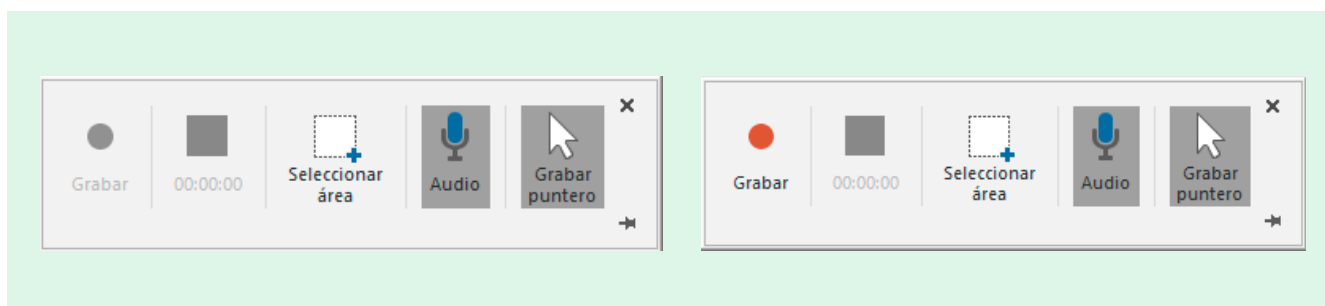 Grabar
00:00:00
Seleccionar
área
Audio
Grabar
puntero
Grabar
00:00:00
Seleccionar
área
Audio
Grabar
puntero